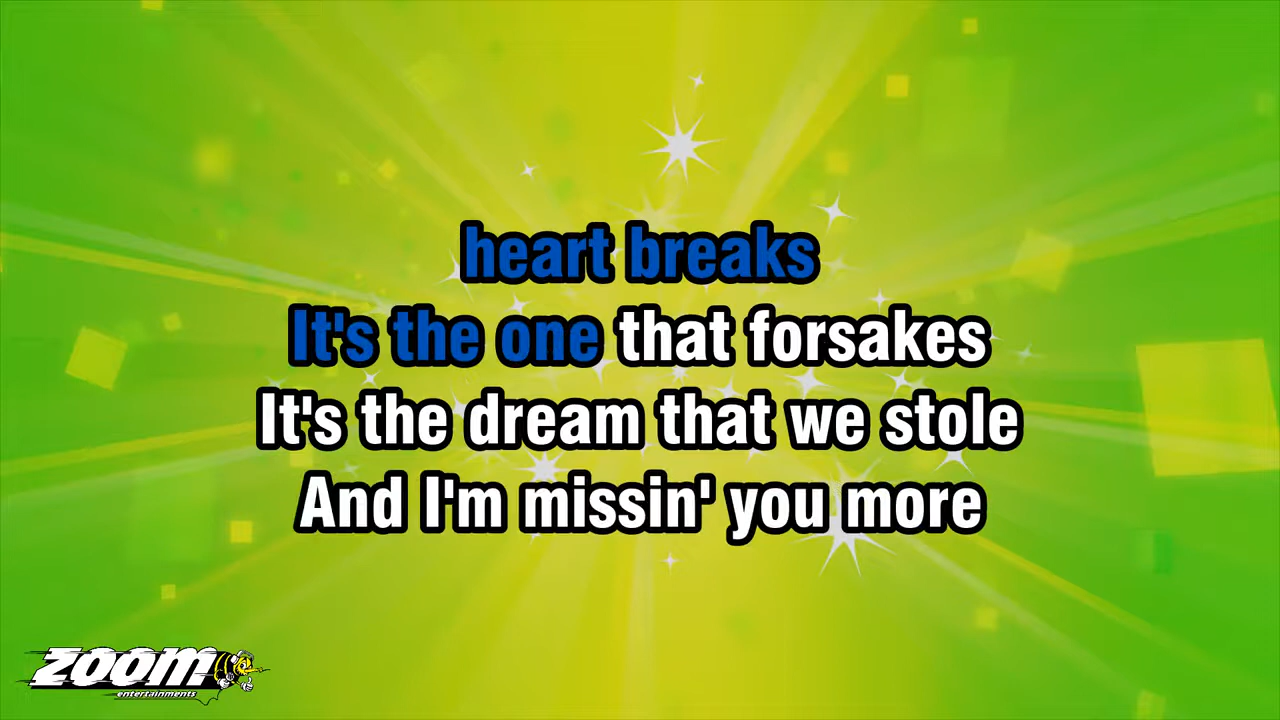 heart breaks
It's the one that forsakes
It's the dream that we stole
And I'm missin' you more
ZOOM
entertainments